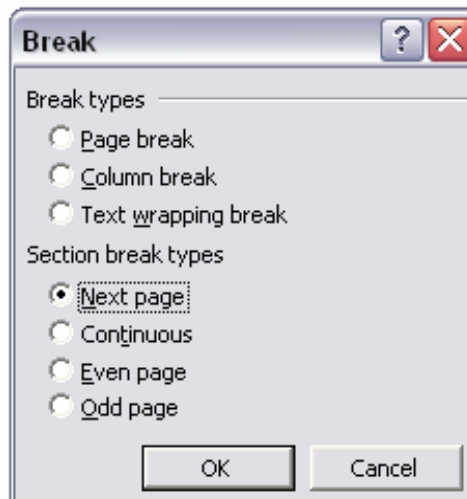 Break
Break types
Page break
Column break
Text wrapping break
Section break types
Next page
Continuous
Even page
Odd page
OK Cancel